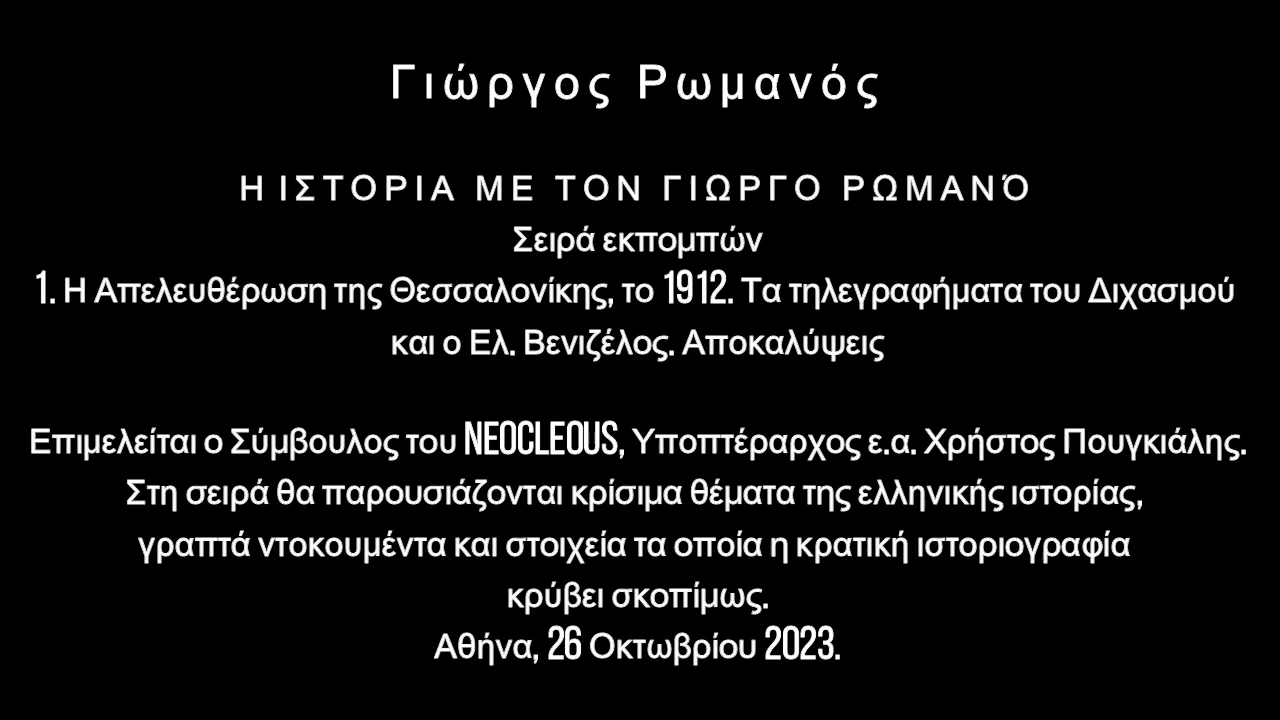 Γιώργος Ρωμανός
Η ΙΣΤΟΡΙΑ ΜΕ ΤΟΝ ΓΙΩΡΓΟ ΡΩΜΑΝΌ
Σειρά εκπομπών
1. Η Απελευθέρωση της Θεσσαλονίκης, το 1912. Τα τηλεγραφήματα του Διχασμού
και ο Ελ. Βενιζέλος. Αποκαλύψεις
Επιμελείται ο Σύμβουλος του NEOCLEOUS, Υποπτέραρχος ε.α. Χρήστος Πουγκιάλης.
Στη σειρά θα παρουσιάζονται κρίσιμα θέματα της ελληνικής ιστορίας,
γραπτά ντοκουμέντα και στοιχεία τα οποία η κρατική ιστοριογραφία
κρύβει σκοπίμως.
Αθήνα, 26 Οκτωβρίου 2023.